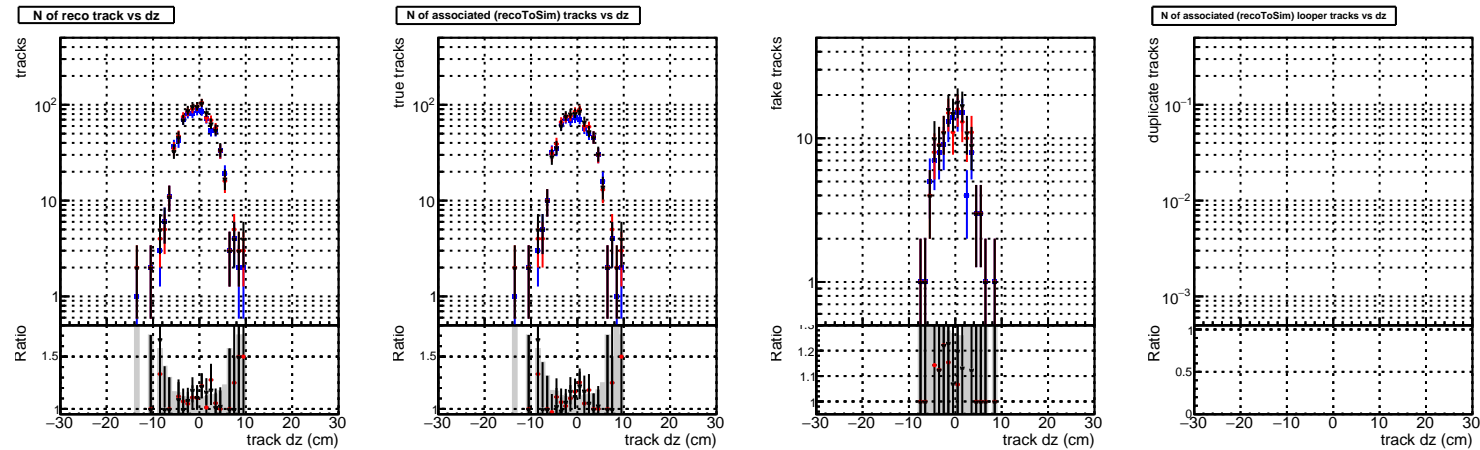 N of reco track vs dz
tracks
10²
10
1
Ratio
1.5
1
−30 −20 −10 0 10 20 30
track dz (cm)
N of associated (recoToSim) tracks vs dz
true tracks
10²
10
1
Ratio
1.5
1
−30 −20 −10 0 10 20 30
track dz (cm)
fake tracks
10
1
Ratio
1.3
1.2
1.1
1
−30 −20 −10 0 10 20 30
track dz (cm)
N of associated (recoToSim) looper tracks vs dz
duplicate tracks
10⁻¹
10⁻²
10⁻³
Ratio
1
0.5
0
−30 −20 −10 0 10 20 30
track dz (cm)